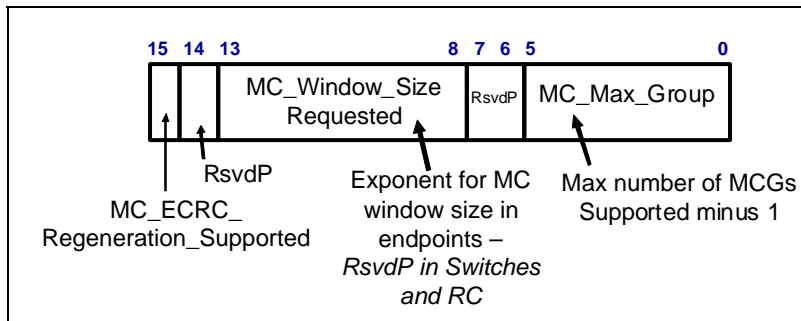 15 14 13 8 7 6 5 0
MC_Window_Size
Requested
RsvdP
MC_Max_Group
RsvdP
MC_ECRC_
Regeneration_Supported
Exponent for MC
window size in
endpoints –
RsvdP in Switches
and RC
Max number of MCGs
Supported minus 1